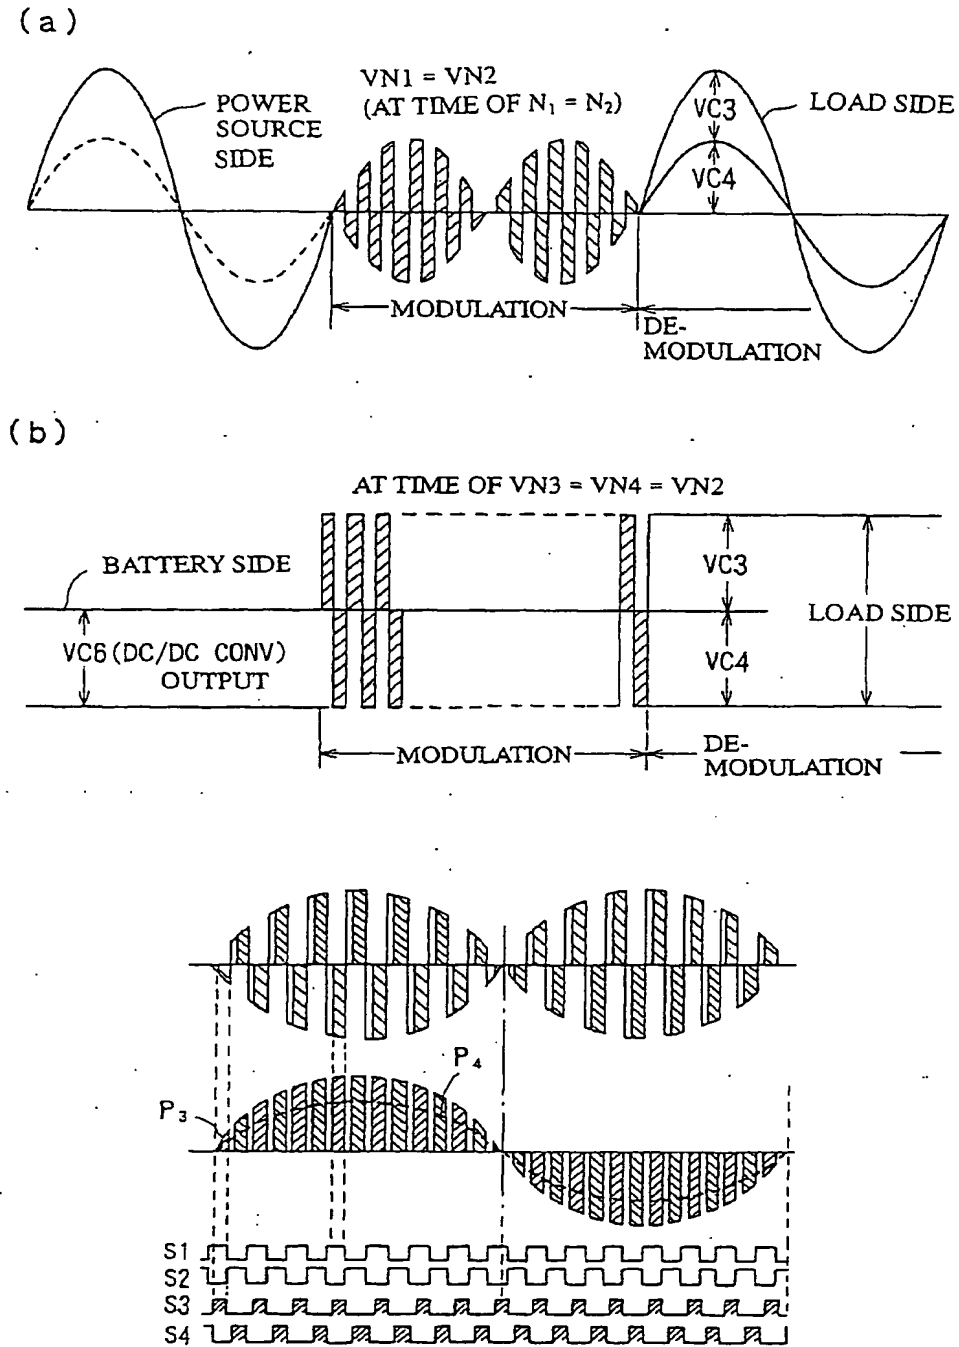 (a)
VN1 = VN2
(AT TIME OF N₁ = N₂)
POWER
SOURCE
SIDE
LOAD SIDE
VC3
VC4
MODULATION
DE-
MODULATION
(b)
AT TIME OF VN3 = VN4 = VN2
BATTERY SIDE
VC3
LOAD SIDE
VC6 (DC/DC CONV)
OUTPUT
VC4
MODULATION
DE-
MODULATION
P₄
P₃
S1
S2
S3
S4